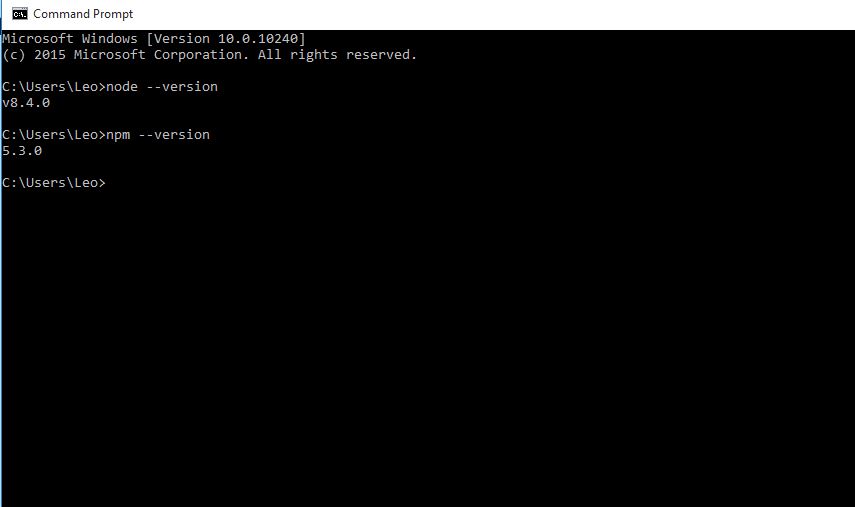 Command Prompt
Microsoft Windows [Version 10.0.10240]
(c) 2015 Microsoft Corporation. All rights reserved.
C:\Users\Leo>node --version
v8.4.0
C:\Users\Leo>npm --version
5.3.0
C:\Users\Leo>